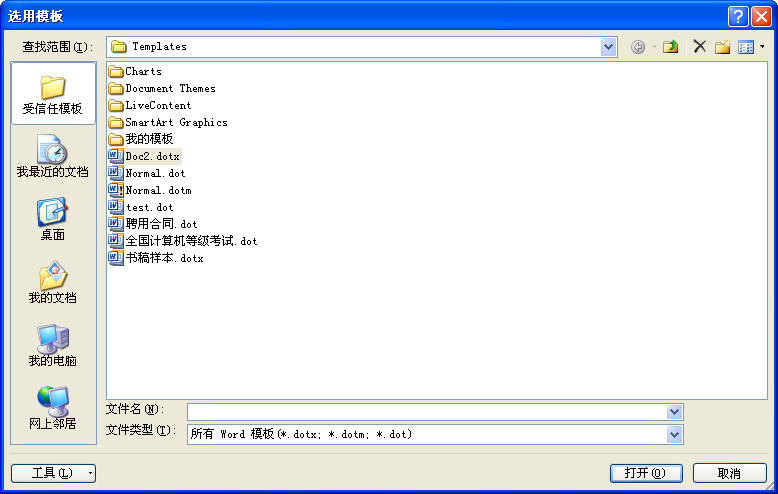 选用模板
查找范围(I):
Templates
受信任模板
我最近的文档
桌面
我的文档
我的电脑
网上邻居
Charts
Document Themes
LiveContent
SmartArt Graphics
我的模板
Doc2.dotx
Normal.dot
Normal.dotm
test.dot
聘用合同.dot
全国计算机等级考试.dot
书稿样本.dotx
文件名(N):
文件类型(T):
所有 Word 模板(*.dotx; *.dotm; *.dot)
工具(L)
打开(O)
取消